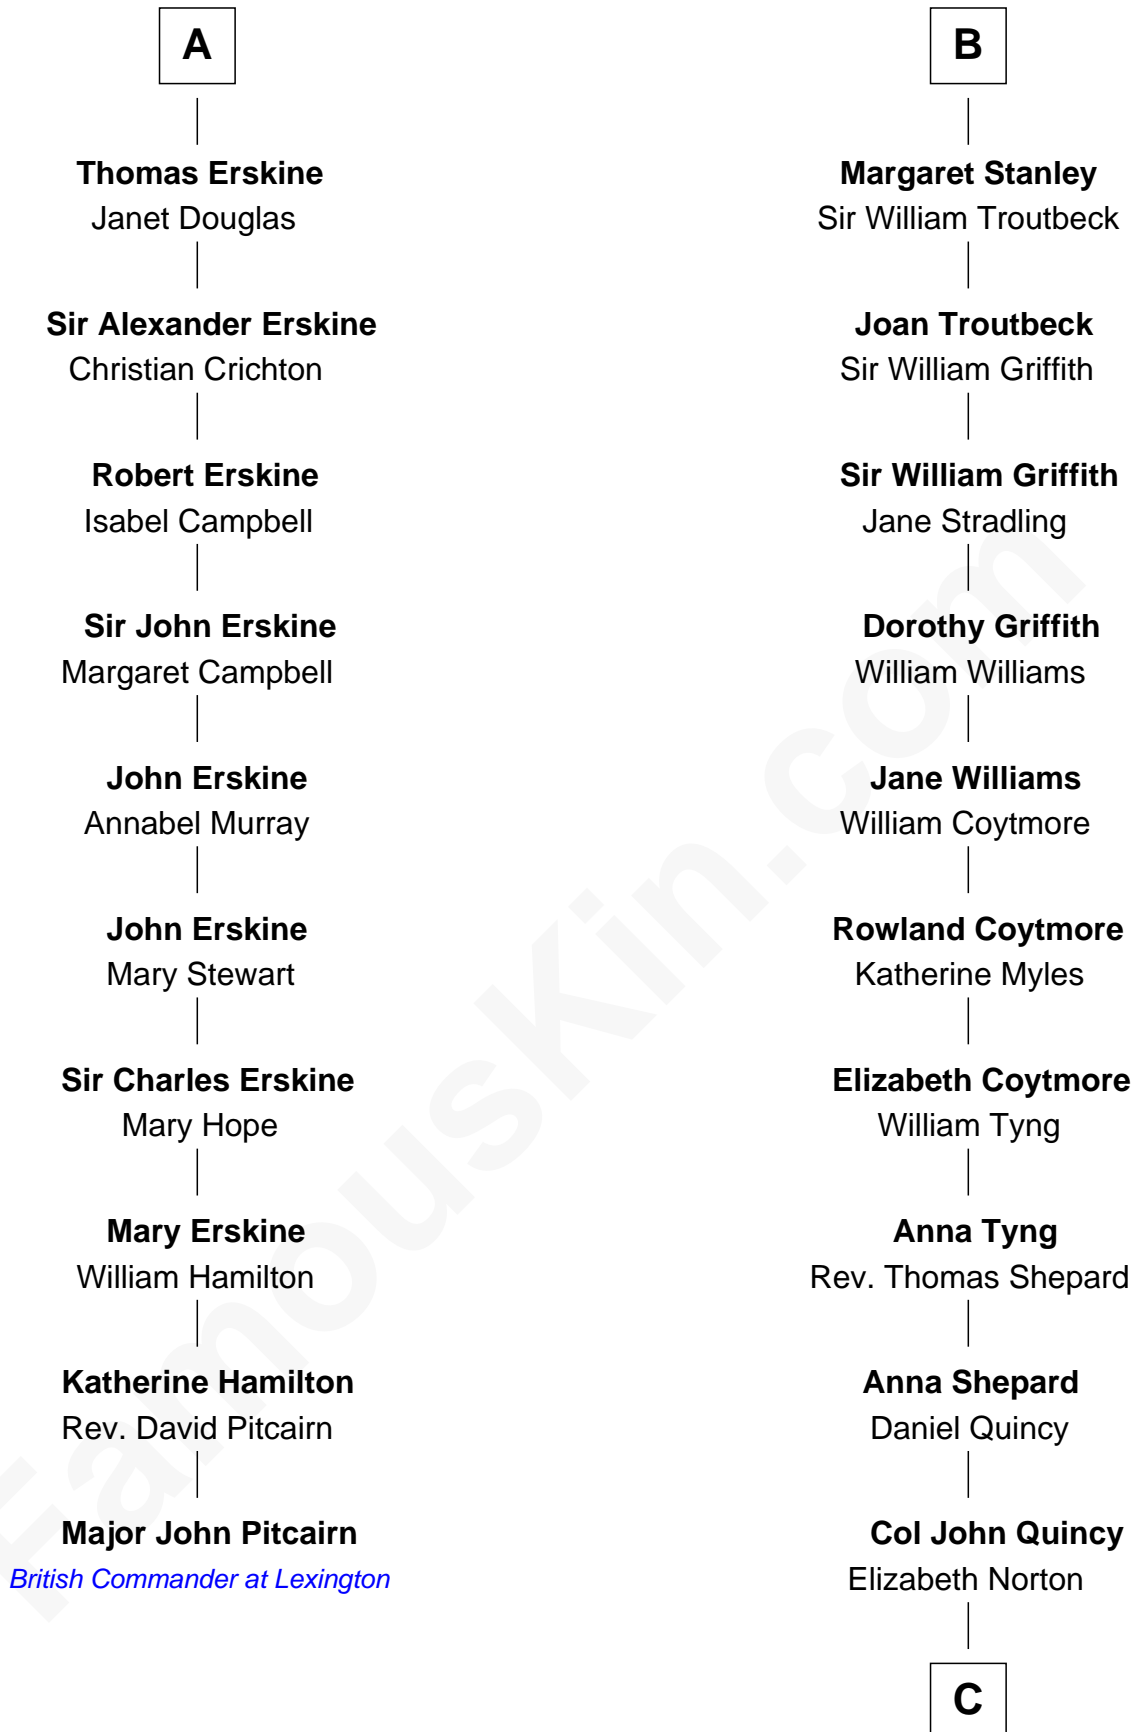 A
Thomas Erskine
Janet Douglas
Sir Alexander Erskine
Christian Crichton
Robert Erskine
Isabel Campbell
Sir John Erskine
Margaret Campbell
John Erskine
Annabel Murray
John Erskine
Mary Stewart
Sir Charles Erskine
Mary Hope
Mary Erskine
William Hamilton
Katherine Hamilton
Rev. David Pitcairn
Major John Pitcairn
British Commander at Lexington
B
Margaret Stanley
Sir William Troutbeck
Joan Troutbeck
Sir William Griffith
Sir William Griffith
Jane Stradling
Dorothy Griffith
William Williams
Jane Williams
William Coytmore
Rowland Coytmore
Katherine Myles
Elizabeth Coytmore
William Tyng
Anna Tyng
Rev. Thomas Shepard
Anna Shepard
Daniel Quincy
Col John Quincy
Elizabeth Norton
C
FamousKin.com